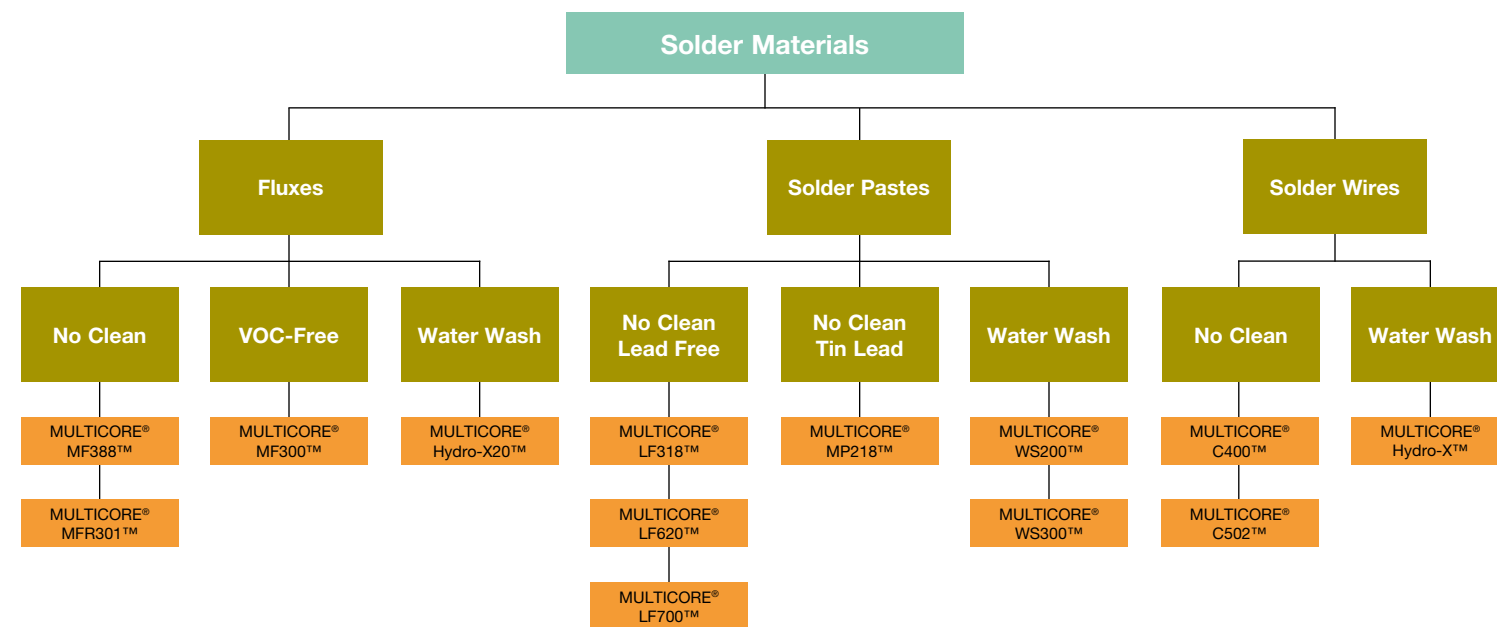 Solder Materials
Fluxes
Solder Pastes
Solder Wires
No Clean
VOC-Free
Water Wash
No Clean
Lead Free
No Clean
Tin Lead
Water Wash
No Clean
Water Wash
MULTICORE®
MF388™
MULTICORE®
MF300™
MULTICORE®
Hydro-X20™
MULTICORE®
LF318™
MULTICORE®
MP218™
MULTICORE®
WS200™
MULTICORE®
C400™
MULTICORE®
Hydro-X™
MULTICORE®
MFR301™
MULTICORE®
LF620™
MULTICORE®
WS300™
MULTICORE®
C502™
MULTICORE®
LF700™